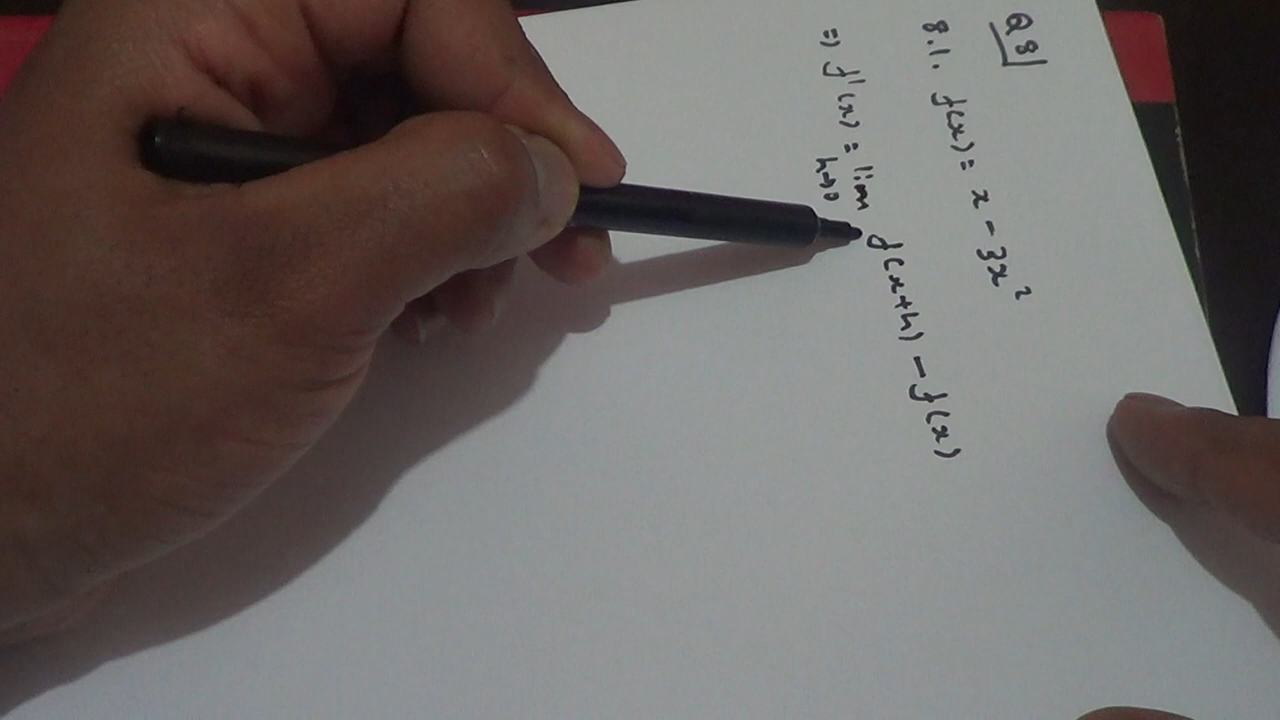 Q8
8.1. f(x) = x - 3x²
=> f'(x) = lim f(x+h) - f(x)
h→0